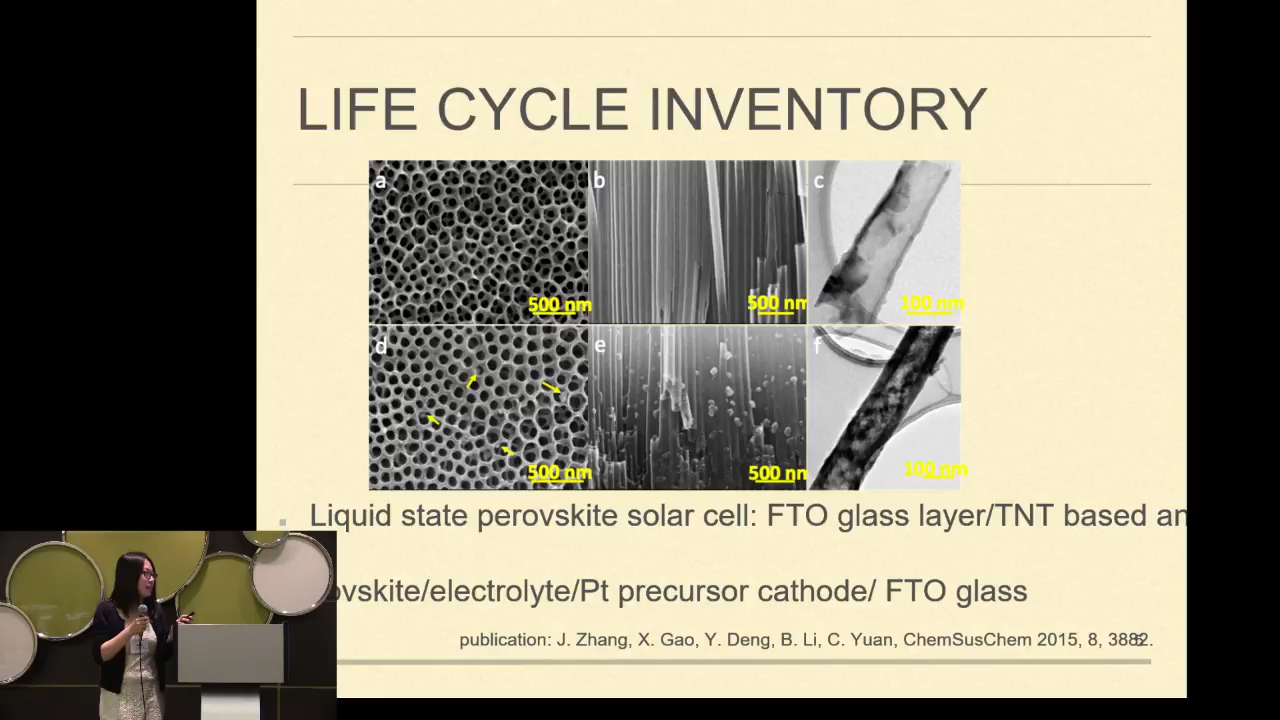 LIFE CYCLE INVENTORY
a b c
500 nm 500 nm 100 nm
d e f
500 nm 500 nm 100 nm
Liquid state perovskite solar cell: FTO glass layer/TNT based an
ovskite/electrolyte/Pt precursor cathode/ FTO glass
publication: J. Zhang, X. Gao, Y. Deng, B. Li, C. Yuan, ChemSusChem 2015, 8, 3882.